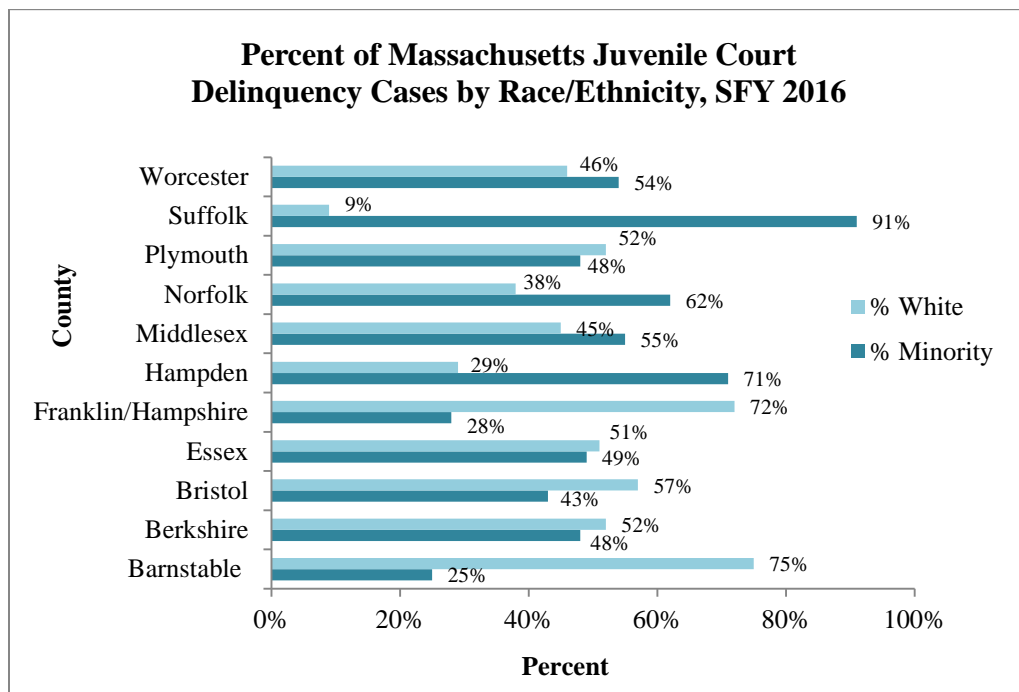 Percent of Massachusetts Juvenile Court
Delinquency Cases by Race/Ethnicity, SFY 2016
County
Worcester
46%
54%
Suffolk
9%
91%
Plymouth
52%
48%
Norfolk
38%
62%
Middlesex
45%
55%
Hampden
29%
71%
Franklin/Hampshire
72%
28%
Essex
51%
49%
Bristol
57%
43%
Berkshire
52%
48%
Barnstable
75%
25%
% White
% Minority
0% 20% 40% 60% 80% 100%
Percent